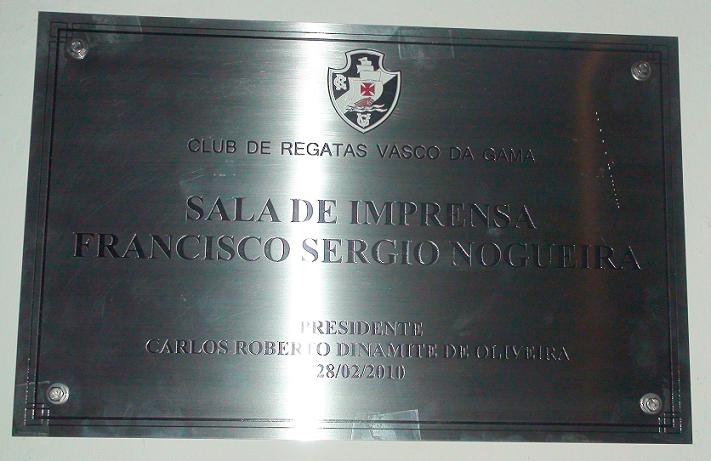 CLUB DE REGATAS VASCO DA GAMA
SALA DE IMPRENSA
FRANCISCO SERGIO NOGUEIRA
PRESIDENTE
CARLOS ROBERTO DINAMITE DE OLIVEIRA
28/02/2010